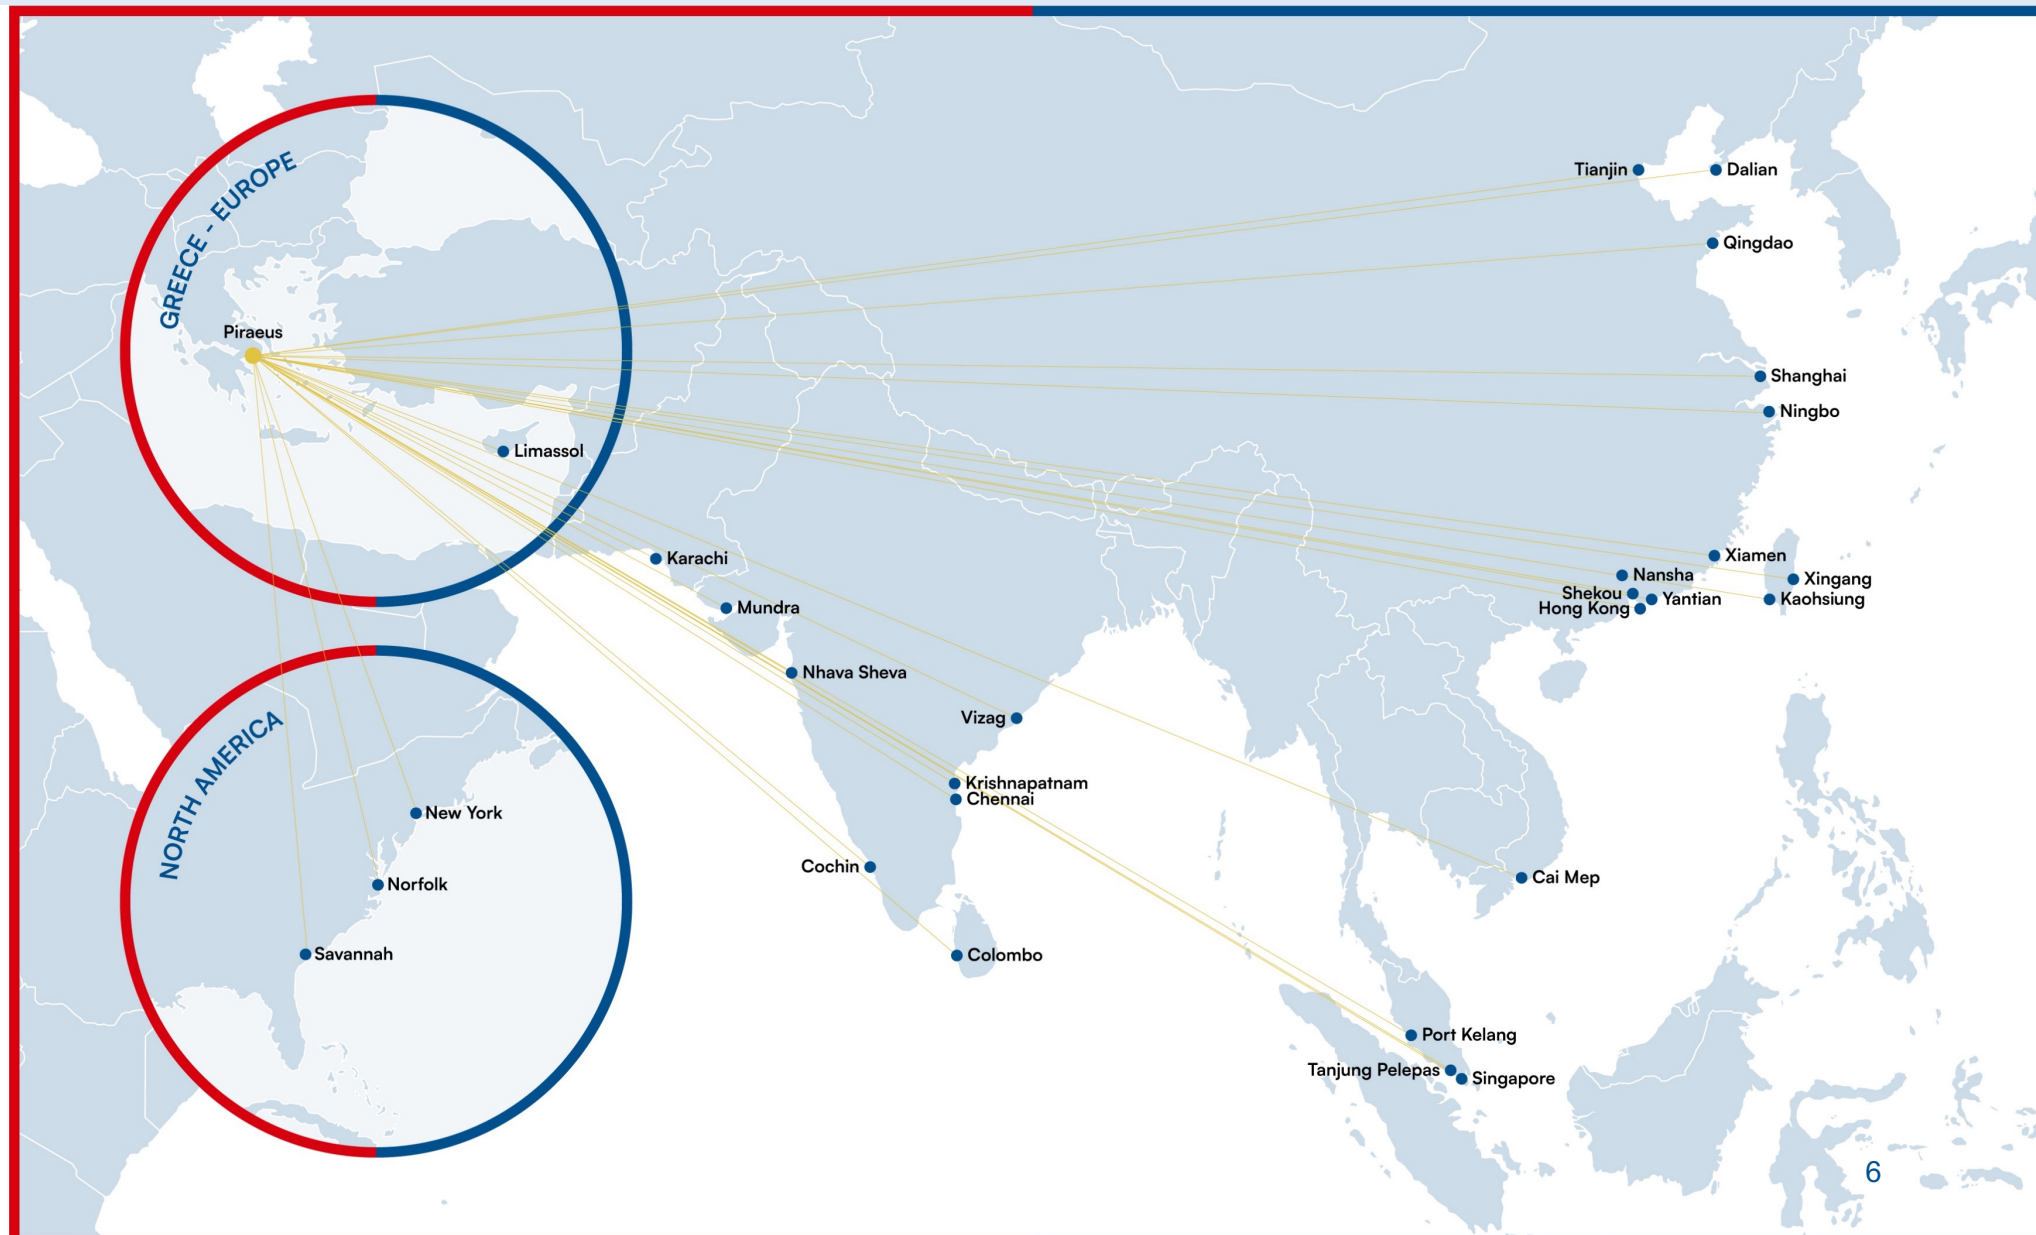 GREECE - EUROPE
Piraeus
Limassol
NORTH AMERICA
New York
Norfolk
Savannah
Tianjin
Dalian
Qingdao
Shanghai
Ningbo
Xiamen
Nansha
Xingang
Shekou
Yantian
Kaohsiung
Hong Kong
Karachi
Mundra
Nhava Sheva
Vizag
Krishnapatnam
Chennai
Cochin
Cai Mep
Colombo
Port Kelang
Tanjung Pelepas
Singapore
6